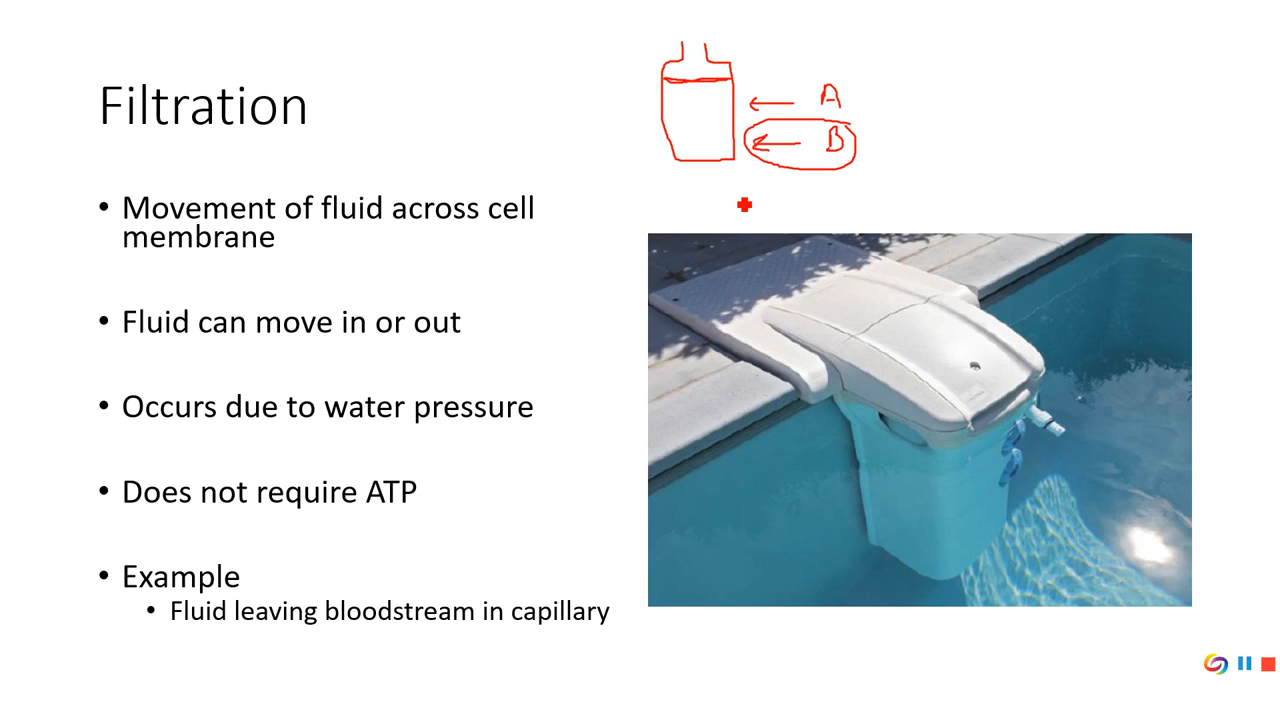 Filtration
A
B
• Movement of fluid across cell
membrane
• Fluid can move in or out
• Occurs due to water pressure
• Does not require ATP
• Example
• Fluid leaving bloodstream in capillary